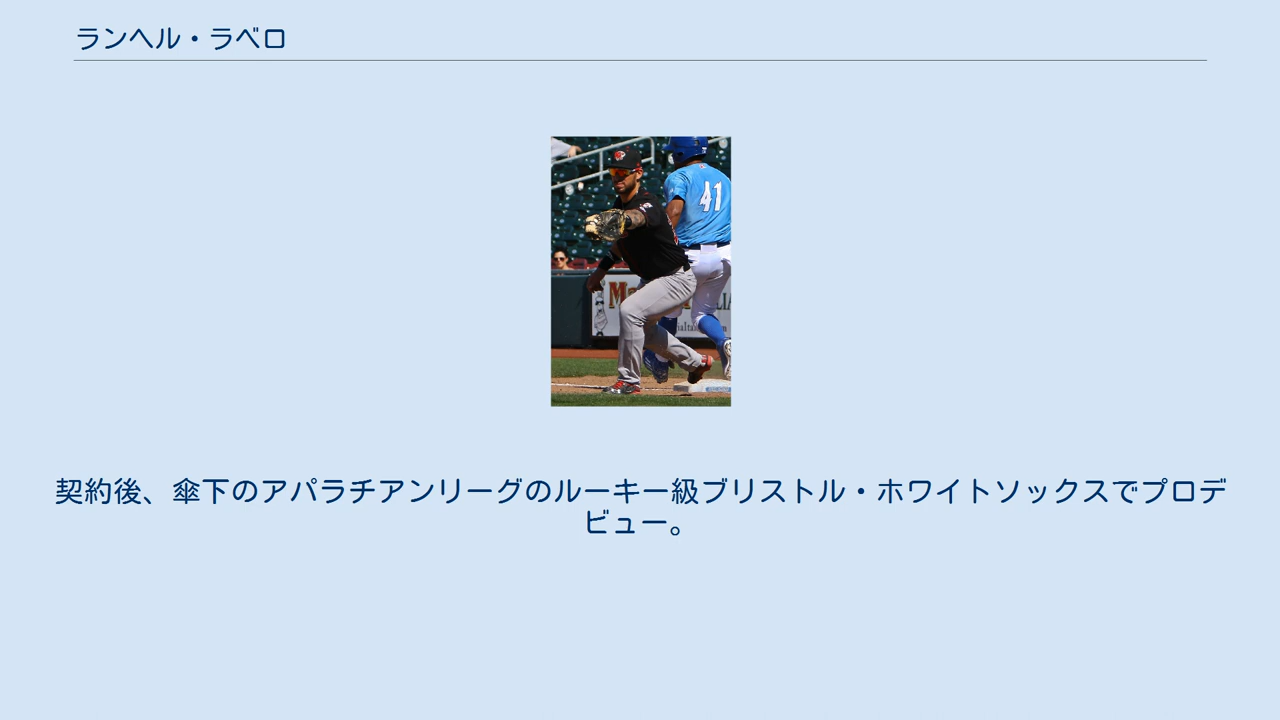 ランヘル・ラベロ
41
契約後、傘下のアパラチアンリーグのルーキー級ブリストル・ホワイトソックスでプロデ
ビュー。